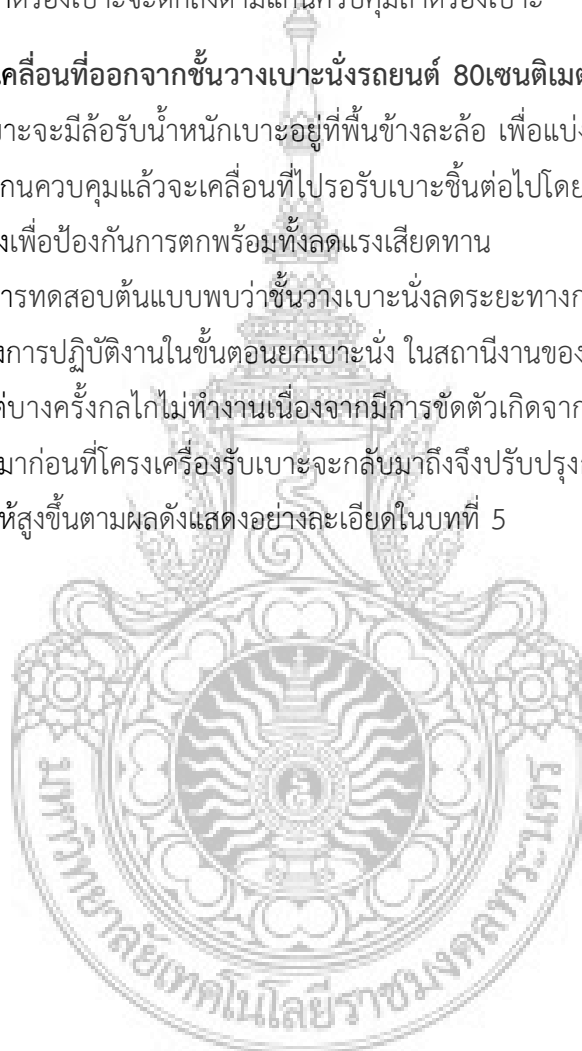 าดรองเบาะจะตกลงตามแกนควบคุมถาดรองเบาะ
เคลื่อนที่ออกจากชั้นวางเบาะนั่งรถยนต์ 80เซนติเมต
บาะจะมีล้อรับน้ำหนักเบาะอยู่ที่พื้นข้างละล้อ เพื่อแบ่ง
กนควบคุมแล้วจะเคลื่อนที่ไปรอรับเบาะชิ้นต่อไปโดย
งเพื่อป้องกันการตกพร้อมทั้งลดแรงเสียดทาน
ารทดสอบต้นแบบพบว่าชั้นวางเบาะนั่งลดระยะทางก
งการปฏิบัติงานในขั้นตอนยกเบาะนั่ง ในสถานีงานของ
ต่บางครั้งกลไกไม่ทำงานเนื่องจากมีการขัดตัวเกิดจาก
มาก่อนที่โครงเครื่องรับเบาะจะกลับมาถึงจึงปรับปรุง
ห้สูงขึ้นตามผลดังแสดงอย่างละเอียดในบทที่ 5
มหาวิทยาลัยเทคโนโลยีราชมงคลพระนคร